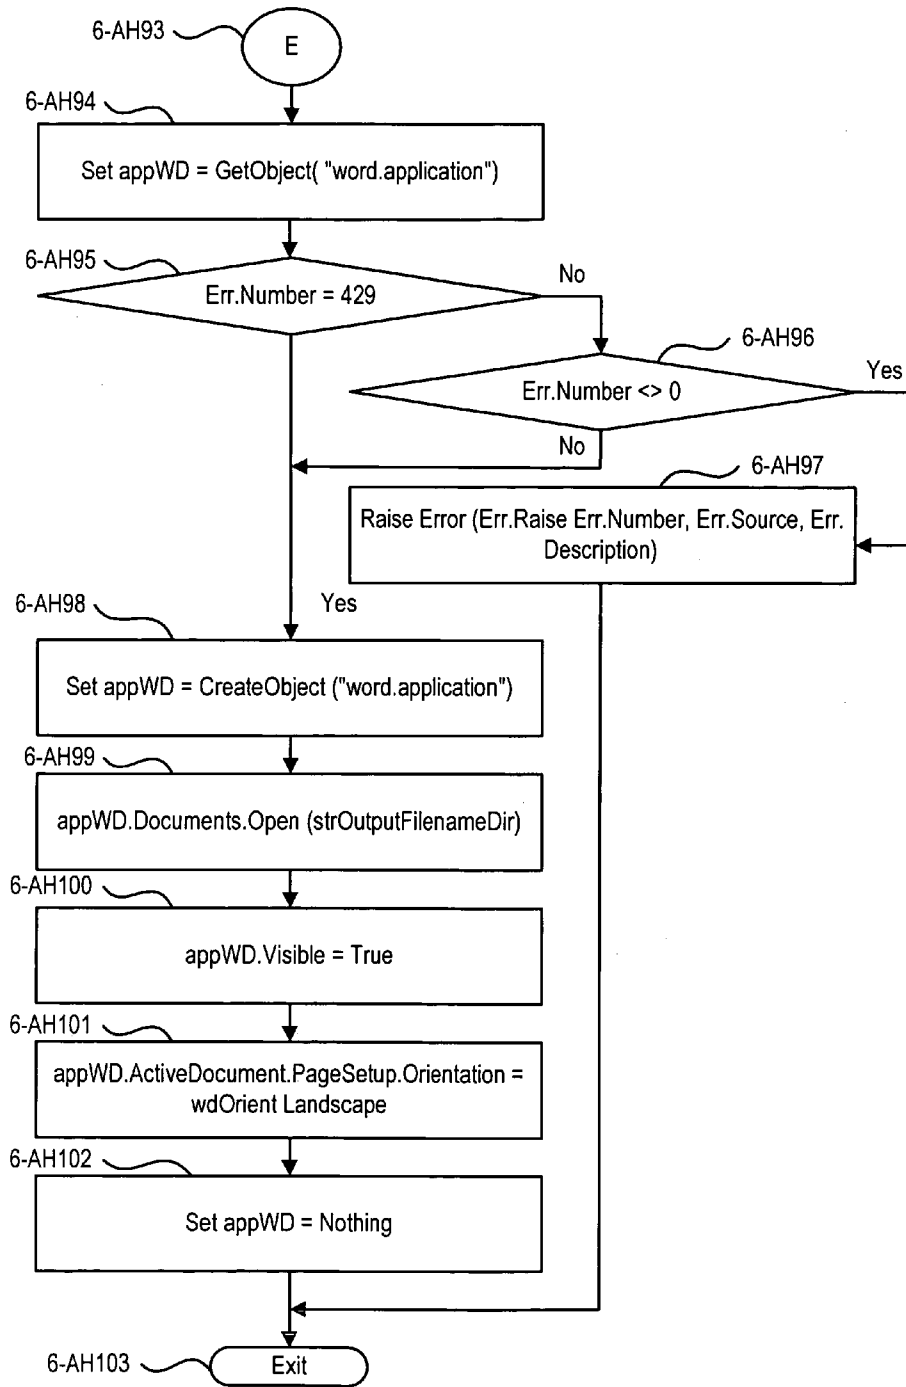 6-AH93
E
6-AH94
Set appWD = GetObject( "word.application")
6-AH95
No
Err.Number = 429
6-AH96
Yes
Err.Number <> 0
No
6-AH97
Raise Error (Err.Raise Err.Number, Err.Source, Err.
Description)
6-AH98
Yes
Set appWD = CreateObject ("word.application")
6-AH99
appWD.Documents.Open (strOutputFilenameDir)
6-AH100
appWD.Visible = True
6-AH101
appWD.ActiveDocument.PageSetup.Orientation =
wdOrient Landscape
6-AH102
Set appWD = Nothing
6-AH103
Exit